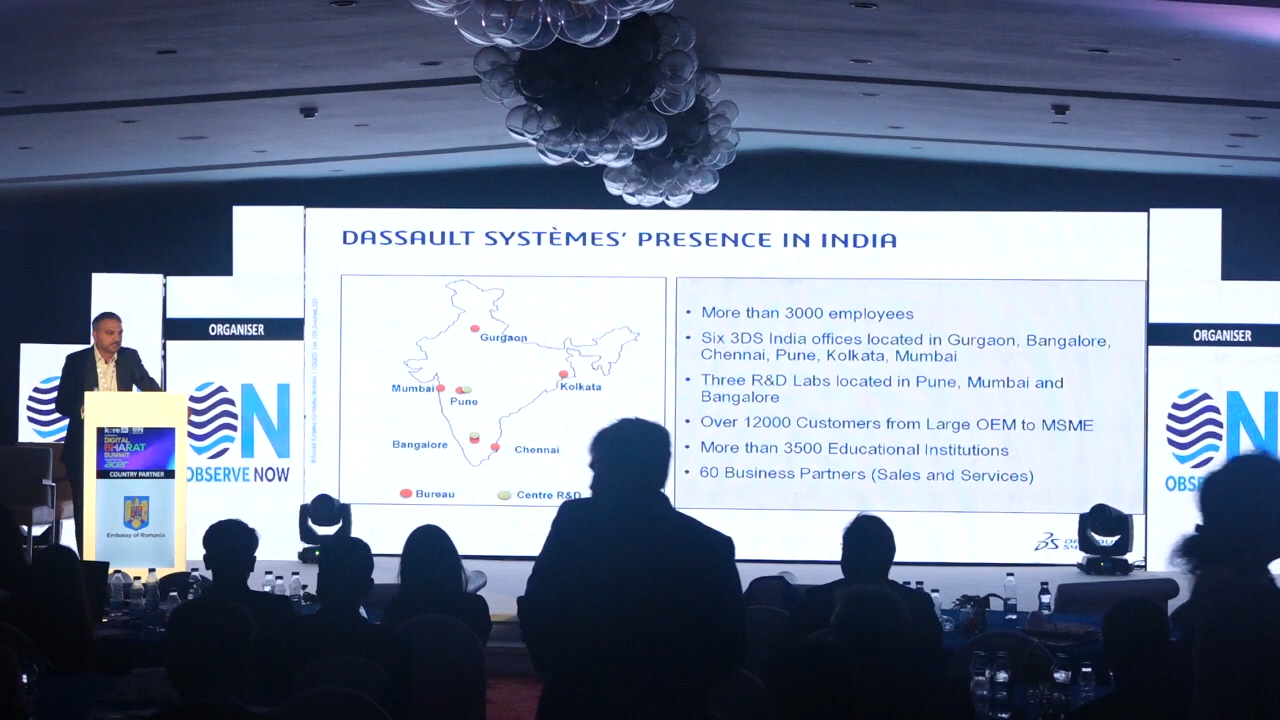 DASSAULT SYSTÈMES' PRESENCE IN INDIA
Gurgaon
Mumbai
Pune
Kolkata
Bangalore
Chennai
Bureau
Centre R&D
• More than 3000 employees
• Six 3DS India offices located in Gurgaon, Bangalore,
Chennai, Pune, Kolkata, Mumbai
• Three R&D Labs located in Pune, Mumbai and
Bangalore
• Over 12000 Customers from Large OEM to MSME
• More than 3500 Educational Institutions
• 60 Business Partners (Sales and Services)
ORGANISER
ON
OBSERVE NOW
DIGITAL
BHARAT
SUMMIT
acer
COUNTRY PARTNER
Embassy of Romania
ORGANISER